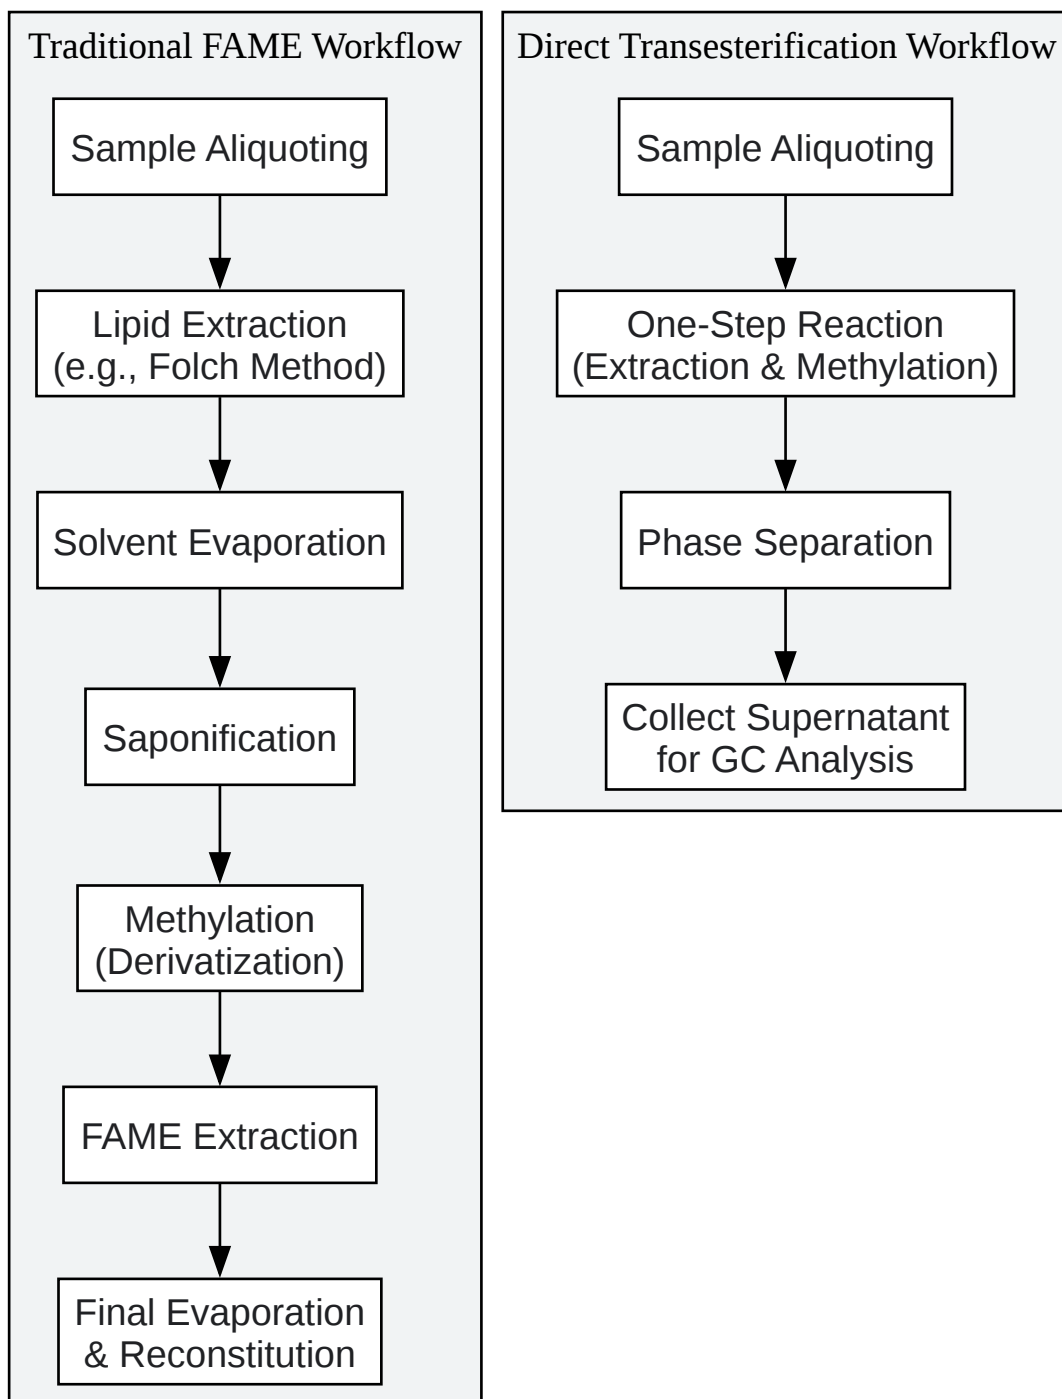 Traditional FAME Workflow
Sample Aliquoting
Lipid Extraction
(e.g., Folch Method)
Solvent Evaporation
Saponification
Methylation
(Derivatization)
FAME Extraction
Final Evaporation
& Reconstitution
Direct Transesterification Workflow
Sample Aliquoting
One-Step Reaction
(Extraction & Methylation)
Phase Separation
Collect Supernatant
for GC Analysis